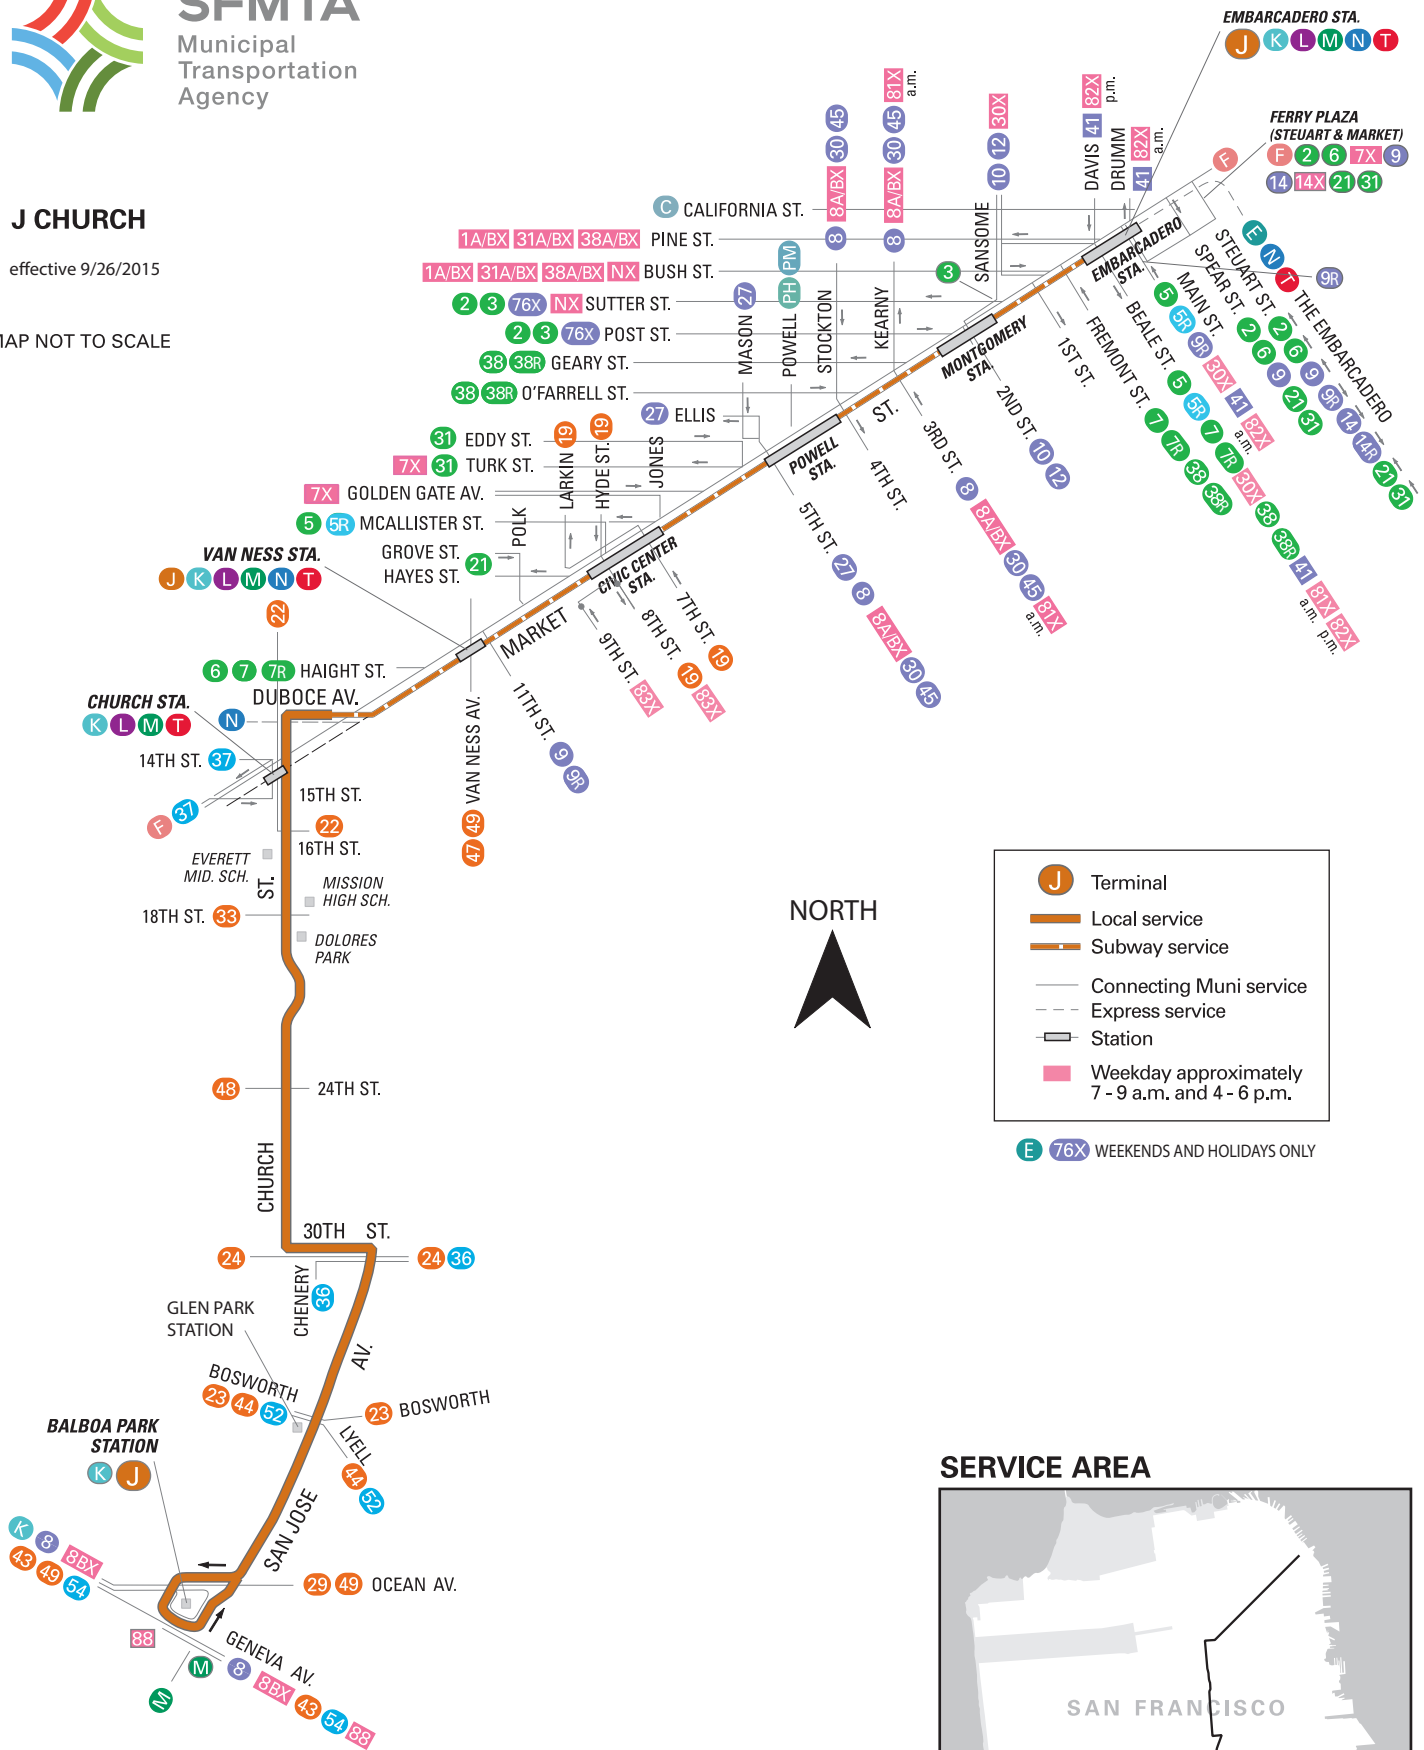 SFMTA
Municipal
Transportation
Agency
J CHURCH
effective 9/26/2015
MAP NOT TO SCALE
EMBARCADERO STA.
J K L M N T
FERRY PLAZA
(STEUART & MARKET)
F 2 6 7X 9
14 14X 21 31
F
8 8A/BX 30 45
8 8A/BX 30 45 81X
a.m.
10 12 30X
SANSOME
DAVIS 41 82X
p.m.
DRUMM
41 82X
a.m.
C CALIFORNIA ST.
1A/BX 31A/BX 38A/BX PINE ST.
1A/BX 31A/BX 38A/BX NX BUSH ST.
2 3 76X NX SUTTER ST.
3
2 3 76X POST ST.
38 38R GEARY ST.
38 38R O'FARRELL ST.
MASON 27
POWELL PH PM
STOCKTON
KEARNY
27 ELLIS
31 EDDY ST.
7X 31 TURK ST.
LARKIN 19
HYDE ST. 19
JONES
7X GOLDEN GATE AV.
5 5R MCALLISTER ST.
POLK
GROVE ST.
21
HAYES ST.
EMBARCADERO
STA.
MONTGOMERY
STA.
POWELL
STA.
CIVIC CENTER
STA.
MARKET
ST.
E N T THE EMBARCADERO
9R
STEUART ST. 2 6 9 9R 14 14R 21 31
SPEAR ST. 2 6 9 21 31
MAIN ST.
5 5R 9R 30X 41 82X
a.m.
BEALE ST. 5 5R 7 7R 30X 38 38R 41 81X 82X
a.m. p.m.
FREMONT ST. 7 7R 38 38R
1ST ST.
2ND ST. 10 12
3RD ST. 8 8A/BX 30 45 81X
a.m.
4TH ST.
5TH ST. 27 8 8A/BX 30 45
7TH ST. 19
8TH ST. 19 83X
9TH ST. 83X
11TH ST. 9 9R
VAN NESS STA.
J K L M N T
22
6 7 7R HAIGHT ST.
DUBOCE AV.
CHURCH STA.
K L M T
N
14TH ST. 37
F 37
15TH ST.
22
16TH ST.
47 49 VAN NESS AV.
EVERETT
MID. SCH.
MISSION
HIGH SCH.
18TH ST. 33
DOLORES
PARK
48
24TH ST.
CHURCH
ST.
30TH ST.
24
24 36
CHENERY
36
GLEN PARK
STATION
BOSWORTH
23 44 52
23 BOSWORTH
LYELL
44 52
SAN JOSE
AV.
BALBOA PARK
STATION
K J
K 8 8BX
43 49 54
29 49 OCEAN AV.
88
M
M
GENEVA AV.
8 8BX 43 54 88
NORTH
J Terminal
Local service
Subway service
Connecting Muni service
Express service
Station
Weekday approximately
7 - 9 a.m. and 4 - 6 p.m.
E 76X WEEKENDS AND HOLIDAYS ONLY
SERVICE AREA
SAN FRANCISCO